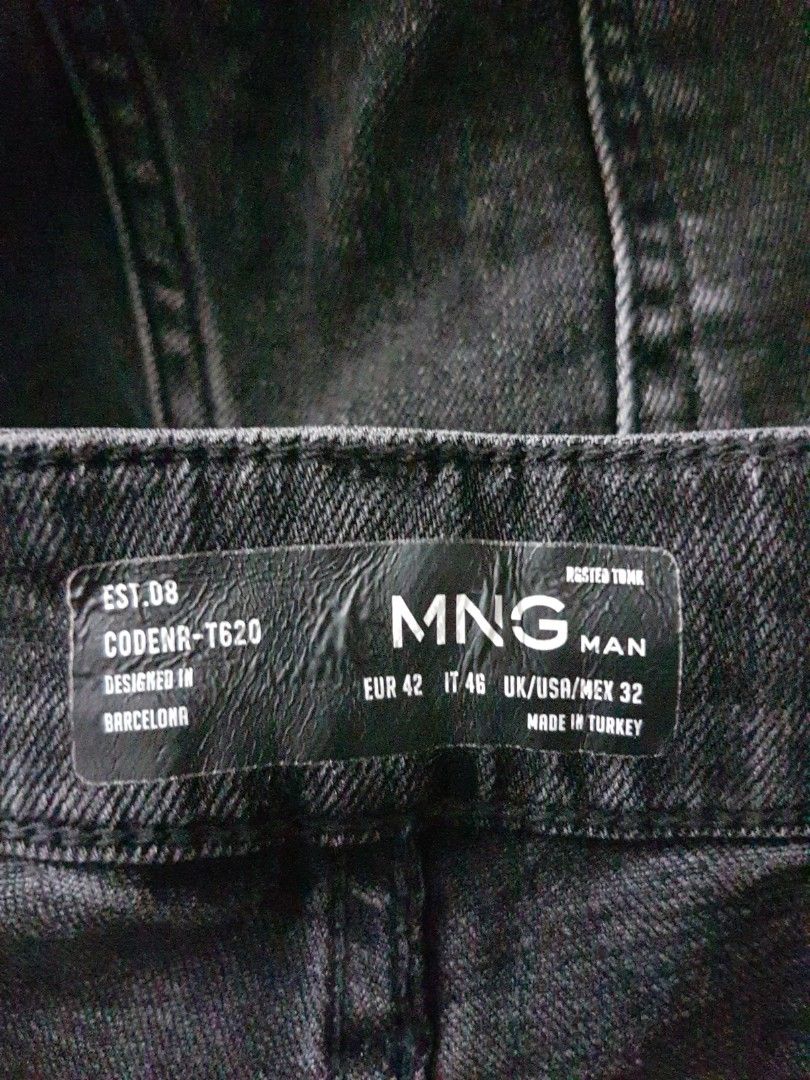 EST.08
CODENR-T620
DESIGNED IN
BARCELONA
MNG MAN
EUR 42 IT 46 UK/USA/MEX 32
MADE IN TURKEY